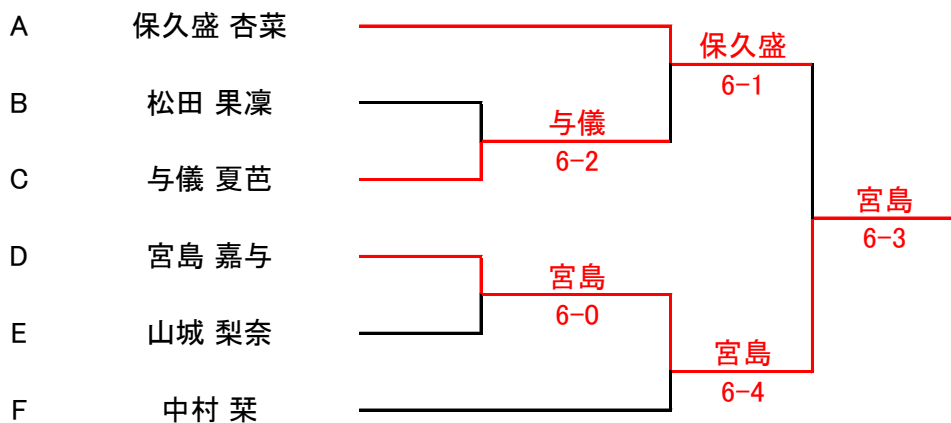 A 保久盛 杏菜
保久盛
6-1
B 松田 果凜
与儀
6-2
C 与儀 夏芭
宮島
6-3
D 宮島 嘉与
宮島
6-0
E 山城 梨奈
宮島
6-4
F 中村 栞